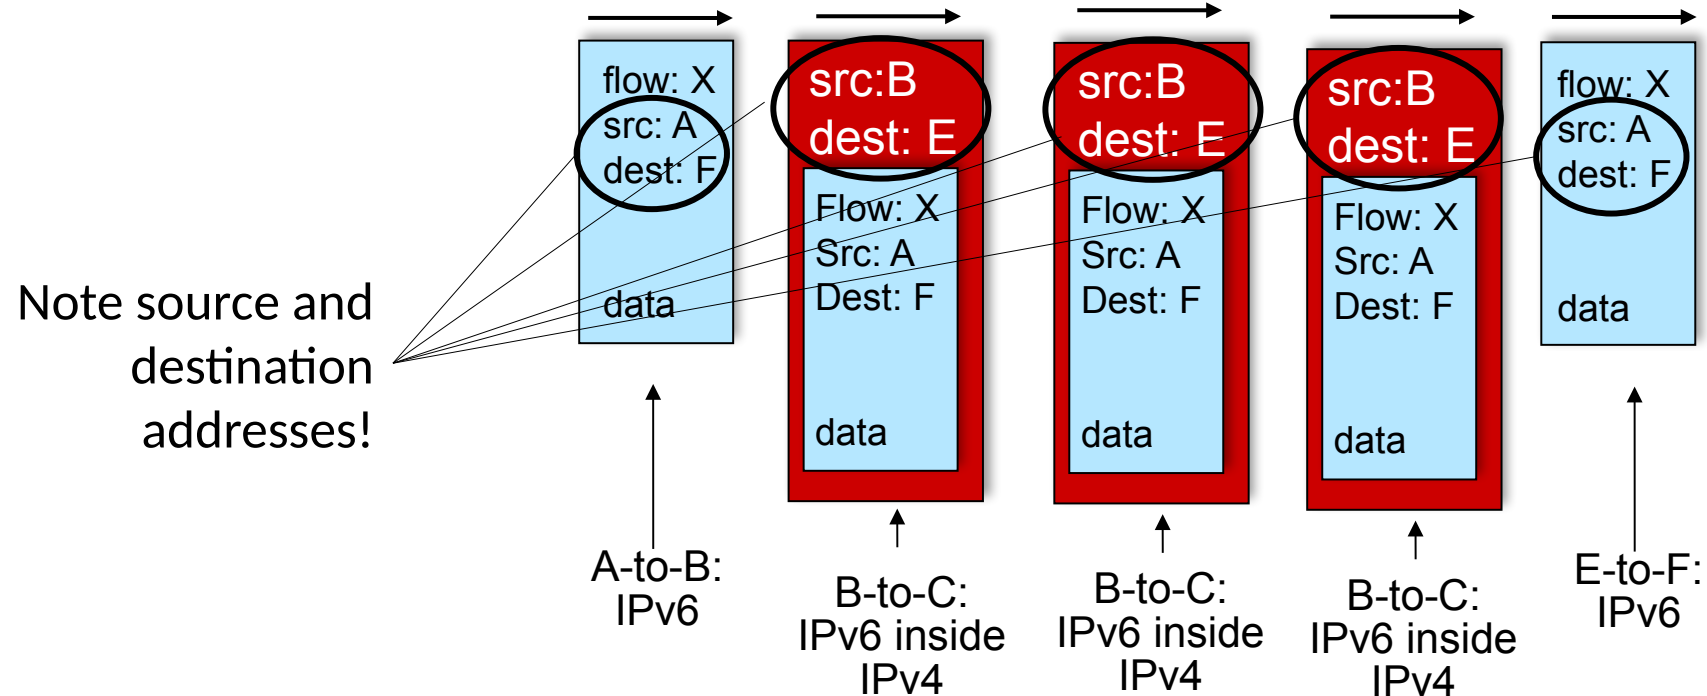 Note source and
destination
addresses!
flow: X
src: A
dest: F
data
A-to-B:
IPv6
src:B
dest: E
Flow: X
Src: A
Dest: F
data
B-to-C:
IPv6 inside
IPv4
src:B
dest: E
Flow: X
Src: A
Dest: F
data
B-to-C:
IPv6 inside
IPv4
src:B
dest: E
Flow: X
Src: A
Dest: F
data
B-to-C:
IPv6 inside
IPv4
flow: X
src: A
dest: F
data
E-to-F:
IPv6